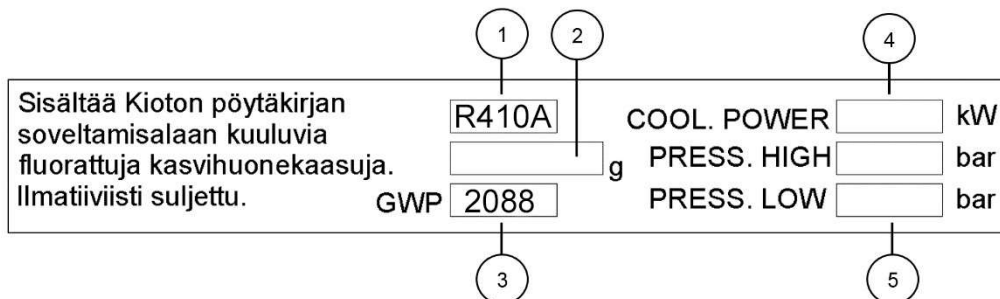 1 2 4
Sisältää Kioton pöytäkirjan
soveltamisalaan kuuluvia
fluorattuja kasvihuonekaasuja.
Ilmatiiviisti suljettu.
R410A
g
GWP 2088
COOL. POWER kW
PRESS. HIGH bar
PRESS. LOW bar
3 5